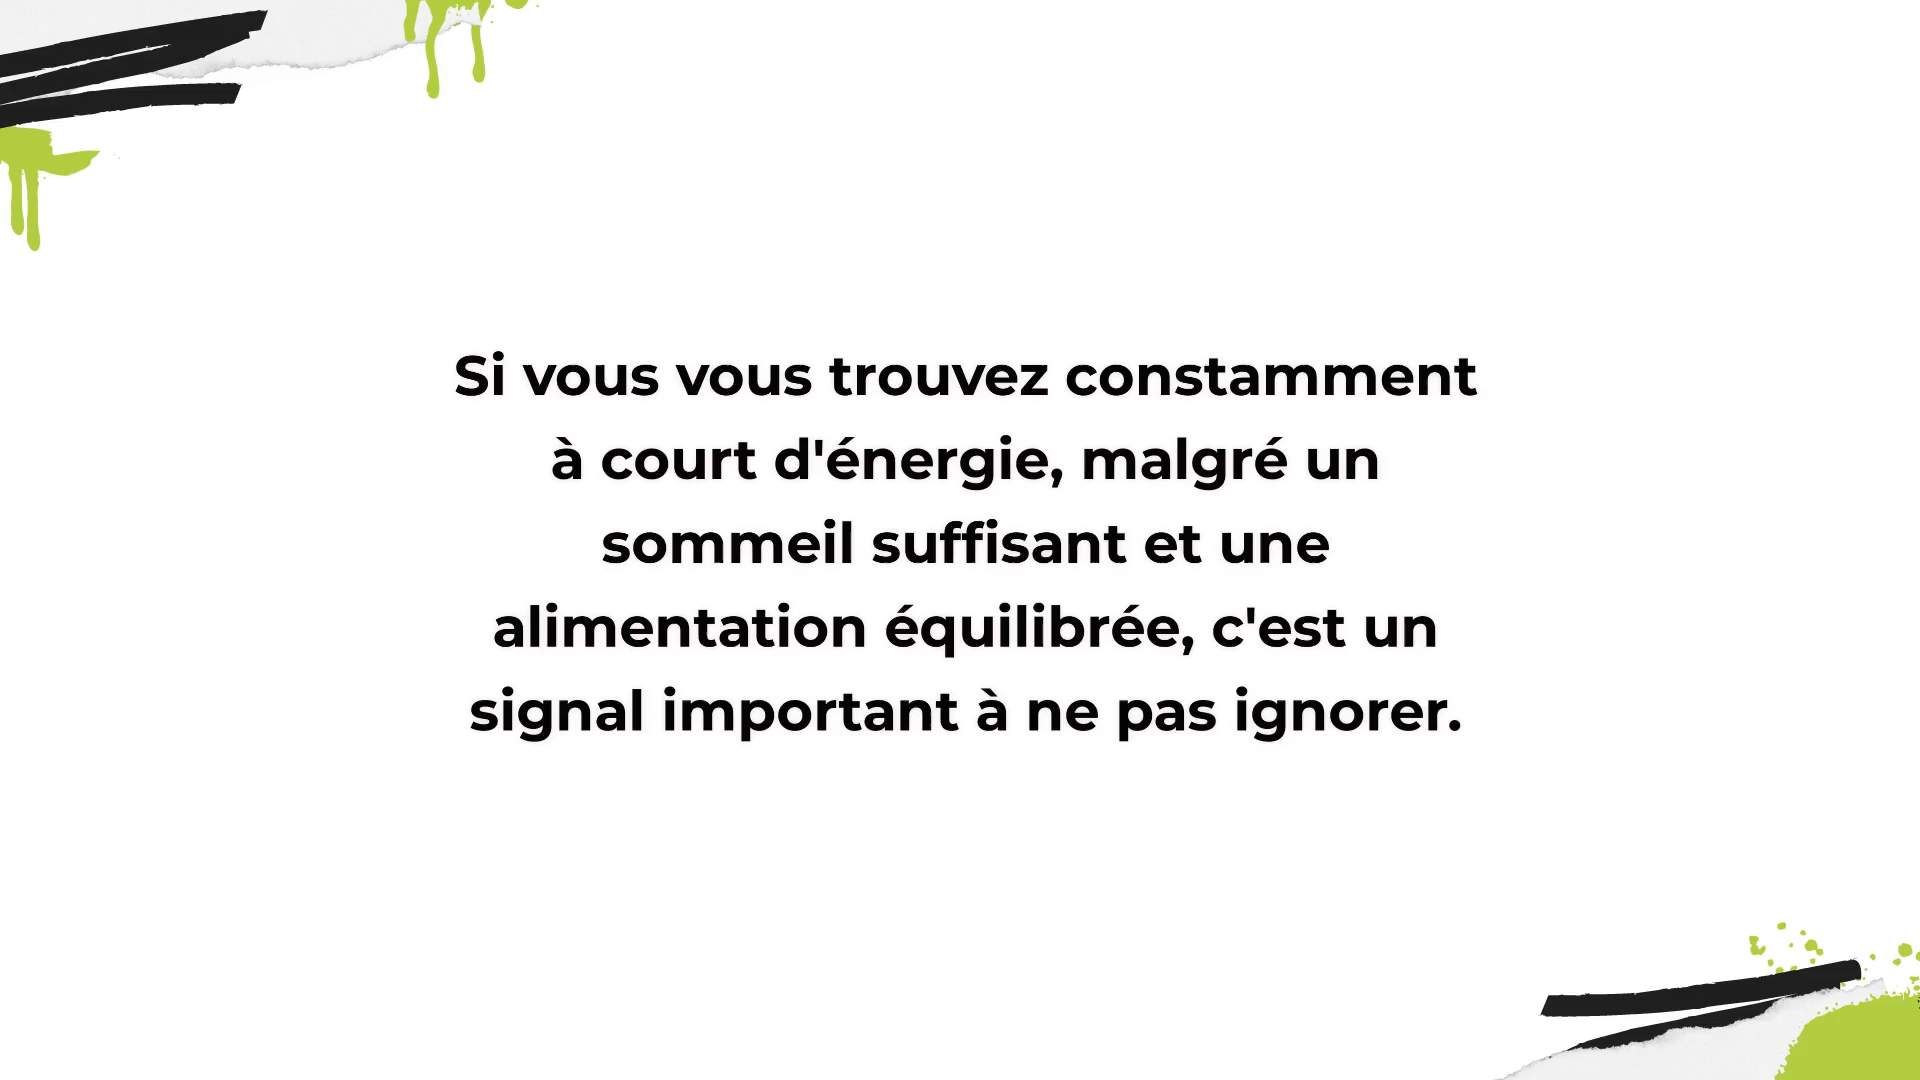 Si vous vous trouvez constamment
à court d'énergie, malgré un
sommeil suffisant et une
alimentation équilibrée, c'est un
signal important à ne pas ignorer.